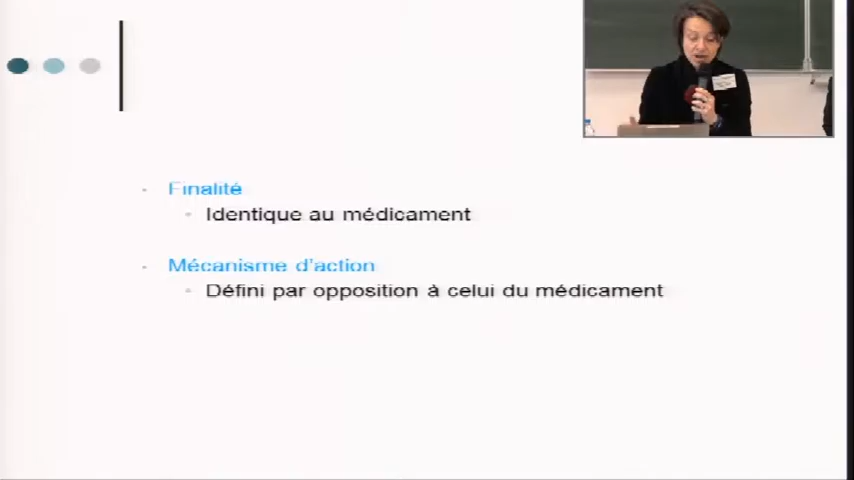 Finalité
Identique au médicament
Mécanisme d'action
Défini par opposition à celui du médicament